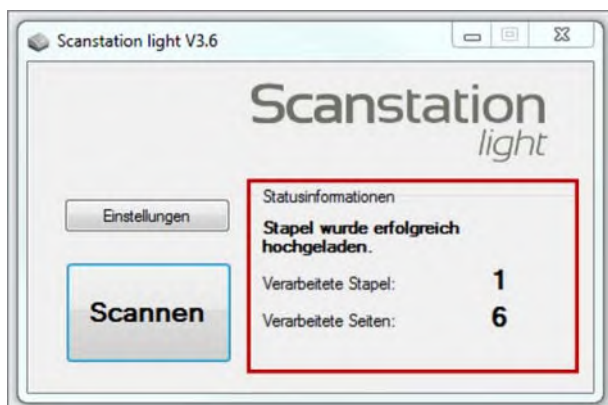 Scanstation light V3.6
Scanstation
light
Statusinformationen
Einstellungen
Stapel wurde erfolgreich
hochgeladen.
Verarbeitete Stapel: 1
Scannen
Verarbeitete Seiten: 6